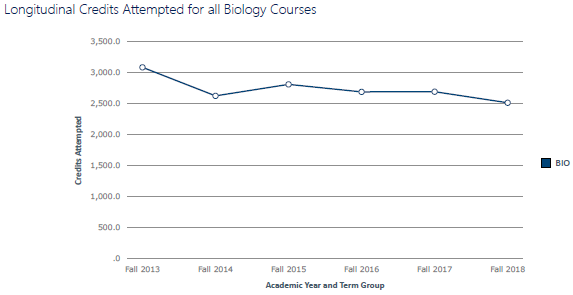 Longitudinal Credits Attempted for all Biology Courses
3,500.0
3,000.0
2,500.0
2,000.0
1,500.0
1,000.0
500.0
.0
Credits Attempted
BIO
Fall 2013 Fall 2014 Fall 2015 Fall 2016 Fall 2017 Fall 2018
Academic Year and Term Group